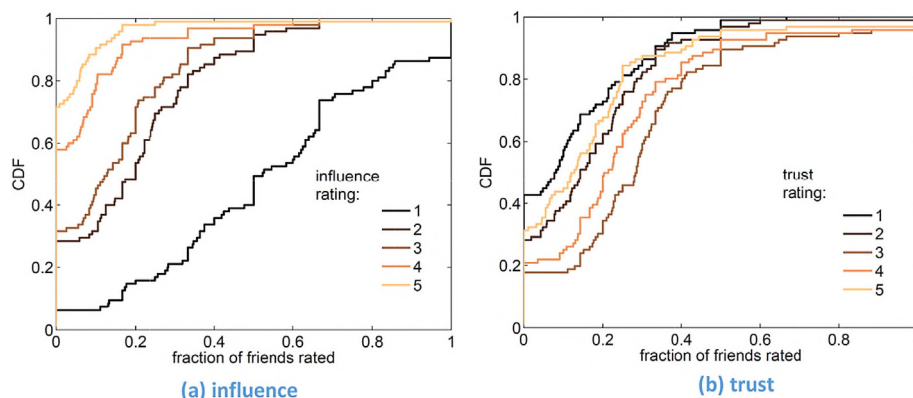 1
0.8
0.6
0.4
0.2
0
CDF
influence
rating:
1
2
3
4
5
0 0.2 0.4 0.6 0.8 1
fraction of friends rated
(a) influence
1
0.8
0.6
0.4
0.2
0
CDF
trust
rating:
1
2
3
4
5
0 0.2 0.4 0.6 0.8
fraction of friends rated
(b) trust